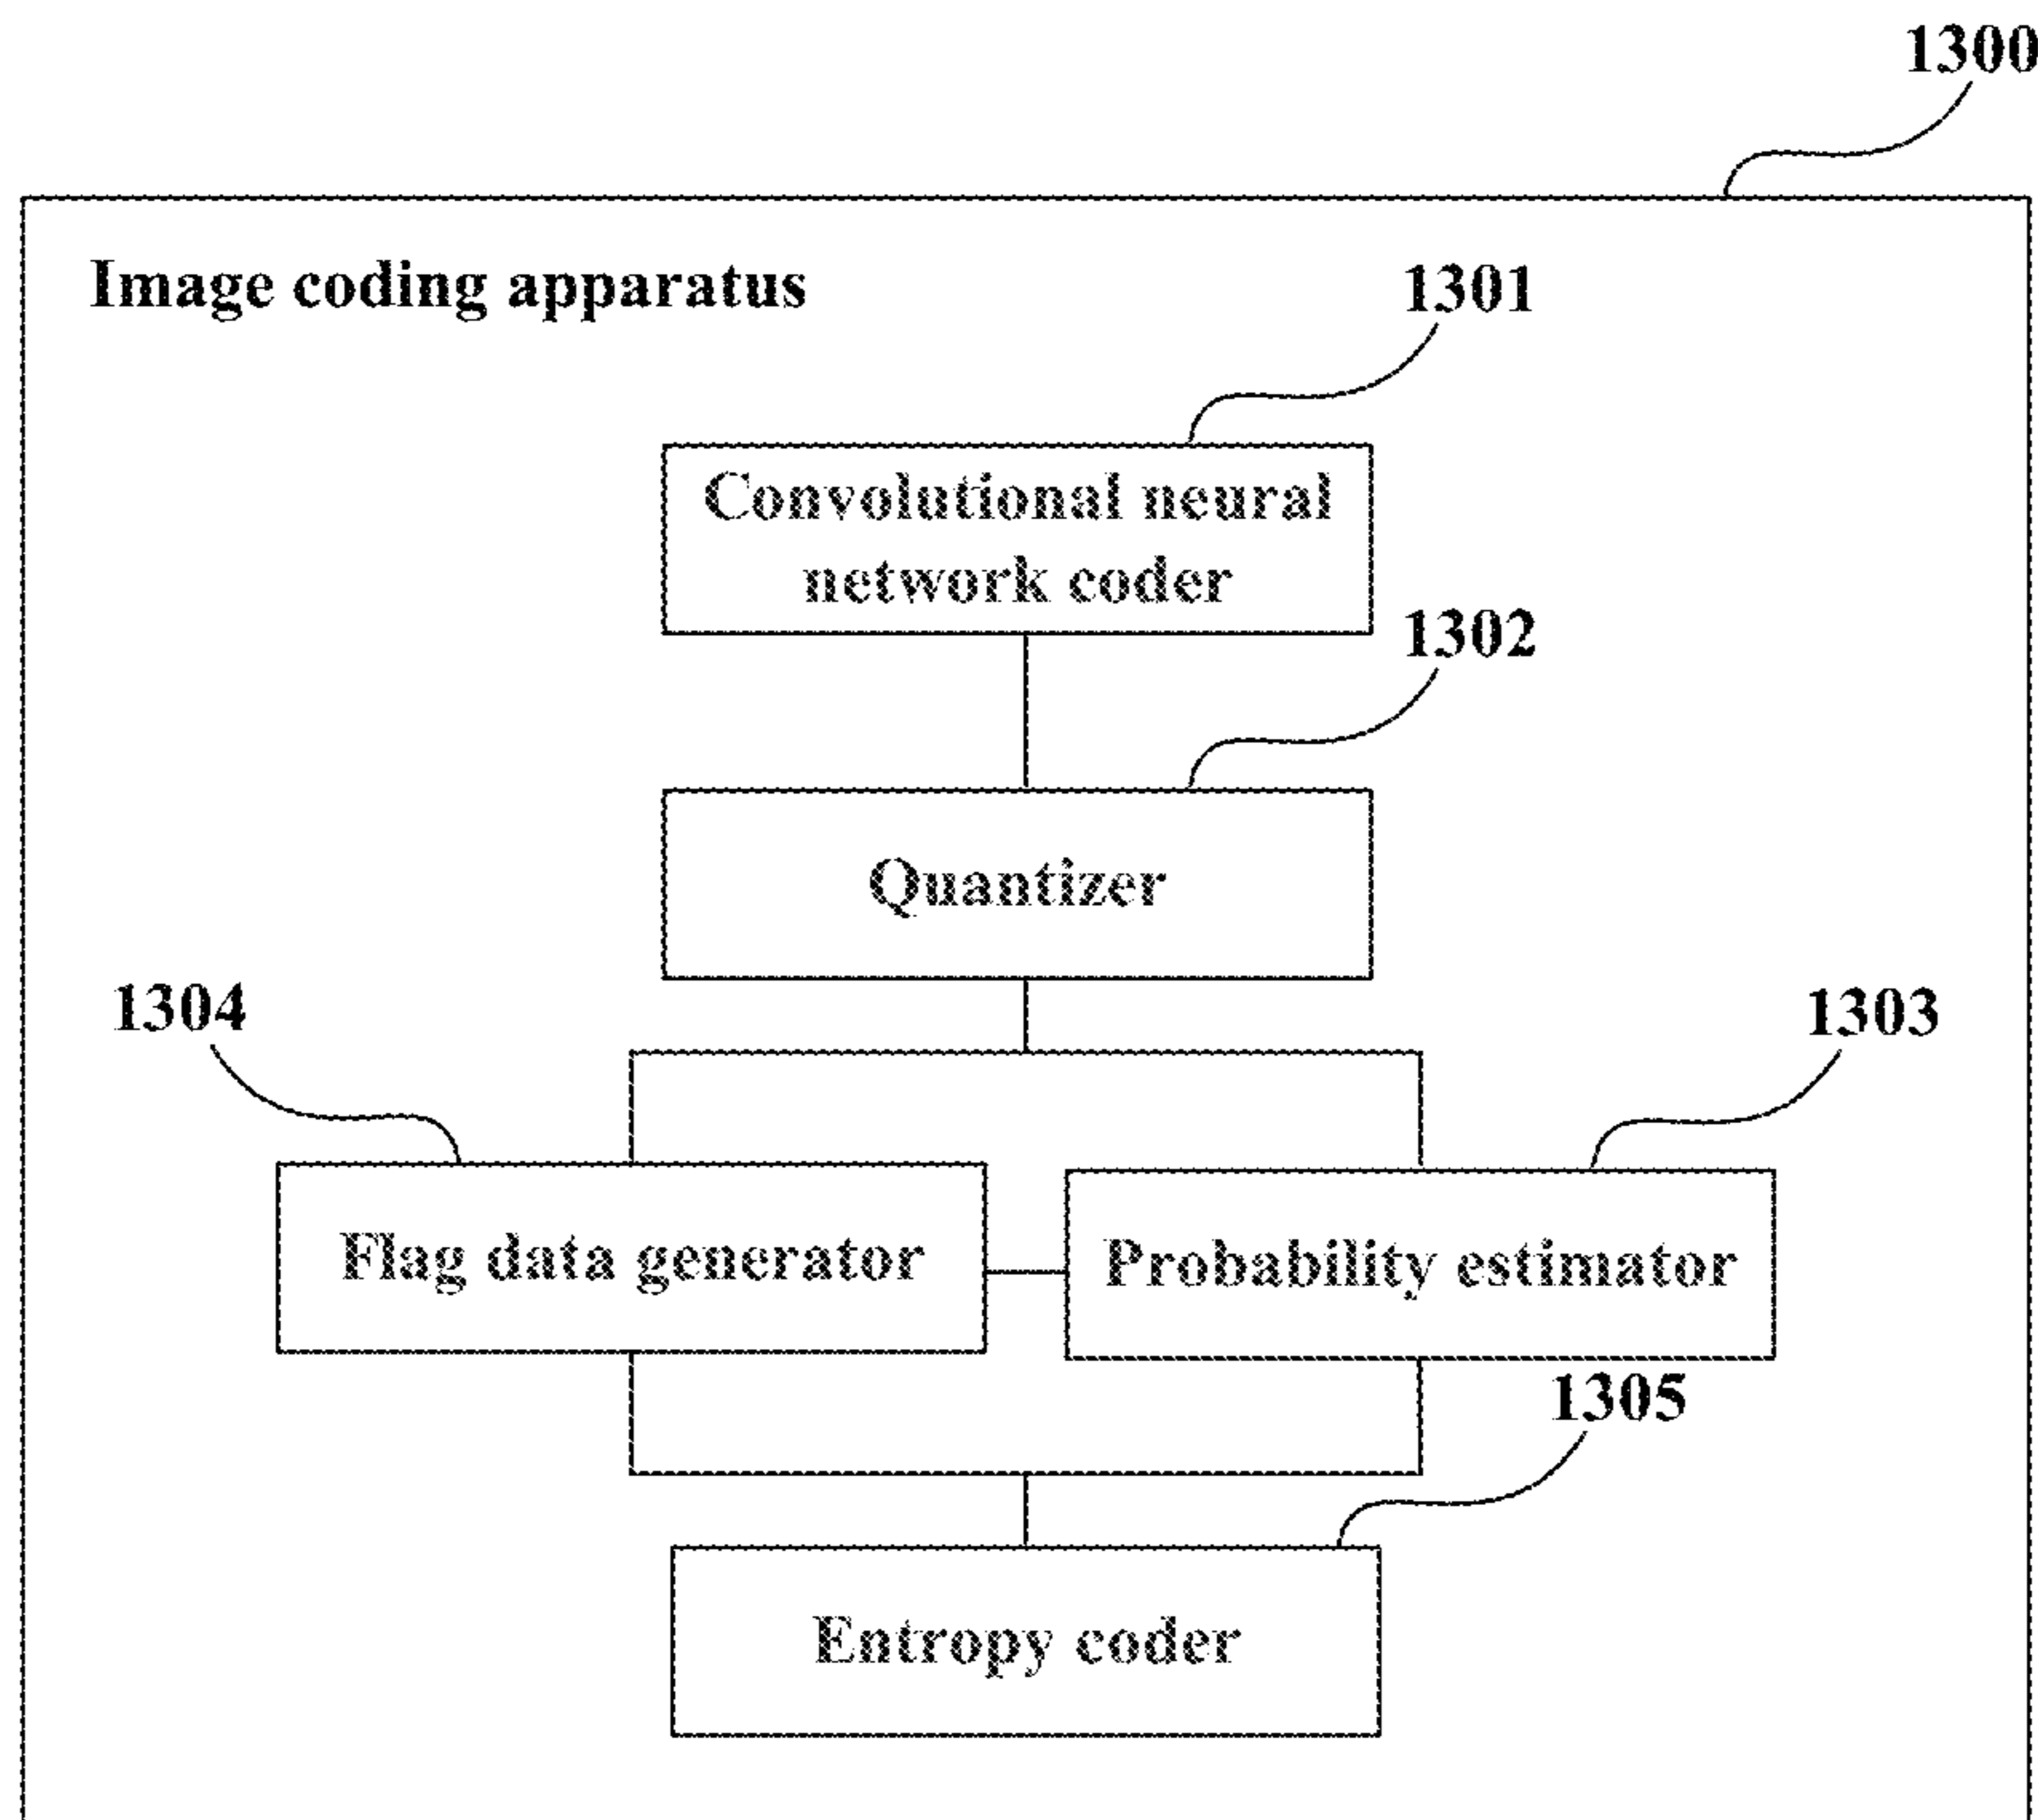 1300
Image coding apparatus
1301
Convolutional neural
network coder
1302
Quantizer
1304
1303
Flag data generator
Probability estimator
1305
Entropy coder